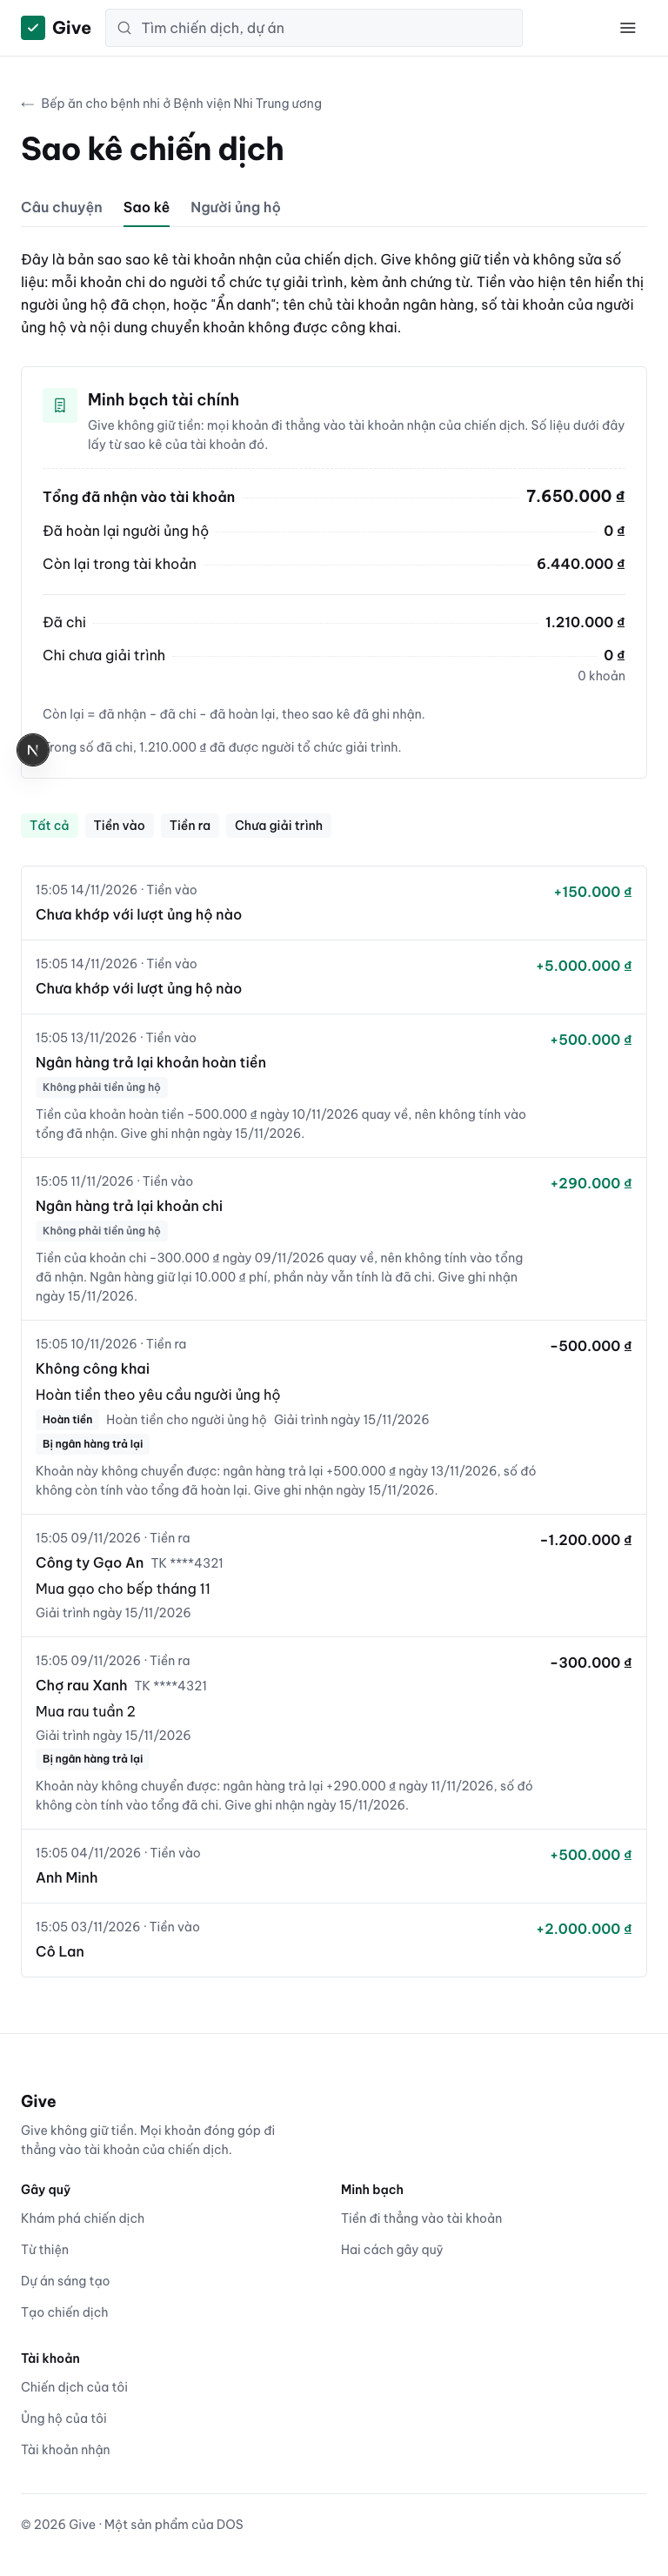 Give
Tìm chiến dịch, dự án
← Bếp ăn cho bệnh nhi ở Bệnh viện Nhi Trung ương
Sao kê chiến dịch
Câu chuyện Sao kê Người ủng hộ
Đây là bản sao sao kê tài khoản nhận của chiến dịch. Give không giữ tiền và không sửa số
liệu: mỗi khoản chi do người tổ chức tự giải trình, kèm ảnh chứng từ. Tiền vào hiện tên hiển thị
người ủng hộ đã chọn, hoặc "Ẩn danh"; tên chủ tài khoản ngân hàng, số tài khoản của người
ủng hộ và nội dung chuyển khoản không được công khai.
Minh bạch tài chính
Give không giữ tiền: mọi khoản đi thẳng vào tài khoản nhận của chiến dịch. Số liệu dưới đây
lấy từ sao kê của tài khoản đó.
Tổng đã nhận vào tài khoản 7.650.000 ₫
Đã hoàn lại người ủng hộ 0 ₫
Còn lại trong tài khoản 6.440.000 ₫
Đã chi 1.210.000 ₫
Chi chưa giải trình 0 ₫
0 khoản
Còn lại = đã nhận − đã chi − đã hoàn lại, theo sao kê đã ghi nhận.
Trong số đã chi, 1.210.000 ₫ đã được người tổ chức giải trình.
N
Tất cả Tiền vào Tiền ra Chưa giải trình
15:05 14/11/2026 · Tiền vào +150.000 ₫
Chưa khớp với lượt ủng hộ nào
15:05 14/11/2026 · Tiền vào +5.000.000 ₫
Chưa khớp với lượt ủng hộ nào
15:05 13/11/2026 · Tiền vào +500.000 ₫
Ngân hàng trả lại khoản hoàn tiền
Không phải tiền ủng hộ
Tiền của khoản hoàn tiền −500.000 ₫ ngày 10/11/2026 quay về, nên không tính vào
tổng đã nhận. Give ghi nhận ngày 15/11/2026.
15:05 11/11/2026 · Tiền vào +290.000 ₫
Ngân hàng trả lại khoản chi
Không phải tiền ủng hộ
Tiền của khoản chi −300.000 ₫ ngày 09/11/2026 quay về, nên không tính vào tổng
đã nhận. Ngân hàng giữ lại 10.000 ₫ phí, phần này vẫn tính là đã chi. Give ghi nhận
ngày 15/11/2026.
15:05 10/11/2026 · Tiền ra −500.000 ₫
Không công khai
Hoàn tiền theo yêu cầu người ủng hộ
Hoàn tiền Hoàn tiền cho người ủng hộ Giải trình ngày 15/11/2026
Bị ngân hàng trả lại
Khoản này không chuyển được: ngân hàng trả lại +500.000 ₫ ngày 13/11/2026, số đó
không còn tính vào tổng đã hoàn lại. Give ghi nhận ngày 15/11/2026.
15:05 09/11/2026 · Tiền ra −1.200.000 ₫
Công ty Gạo An TK ****4321
Mua gạo cho bếp tháng 11
Giải trình ngày 15/11/2026
15:05 09/11/2026 · Tiền ra −300.000 ₫
Chợ rau Xanh TK ****4321
Mua rau tuần 2
Giải trình ngày 15/11/2026
Bị ngân hàng trả lại
Khoản này không chuyển được: ngân hàng trả lại +290.000 ₫ ngày 11/11/2026, số đó
không còn tính vào tổng đã chi. Give ghi nhận ngày 15/11/2026.
15:05 04/11/2026 · Tiền vào +500.000 ₫
Anh Minh
15:05 03/11/2026 · Tiền vào +2.000.000 ₫
Cô Lan
Give
Give không giữ tiền. Mọi khoản đóng góp đi
thẳng vào tài khoản của chiến dịch.
Gây quỹ
Khám phá chiến dịch
Từ thiện
Dự án sáng tạo
Tạo chiến dịch
Minh bạch
Tiền đi thẳng vào tài khoản
Hai cách gây quỹ
Tài khoản
Chiến dịch của tôi
Ủng hộ của tôi
Tài khoản nhận
© 2026 Give · Một sản phẩm của DOS